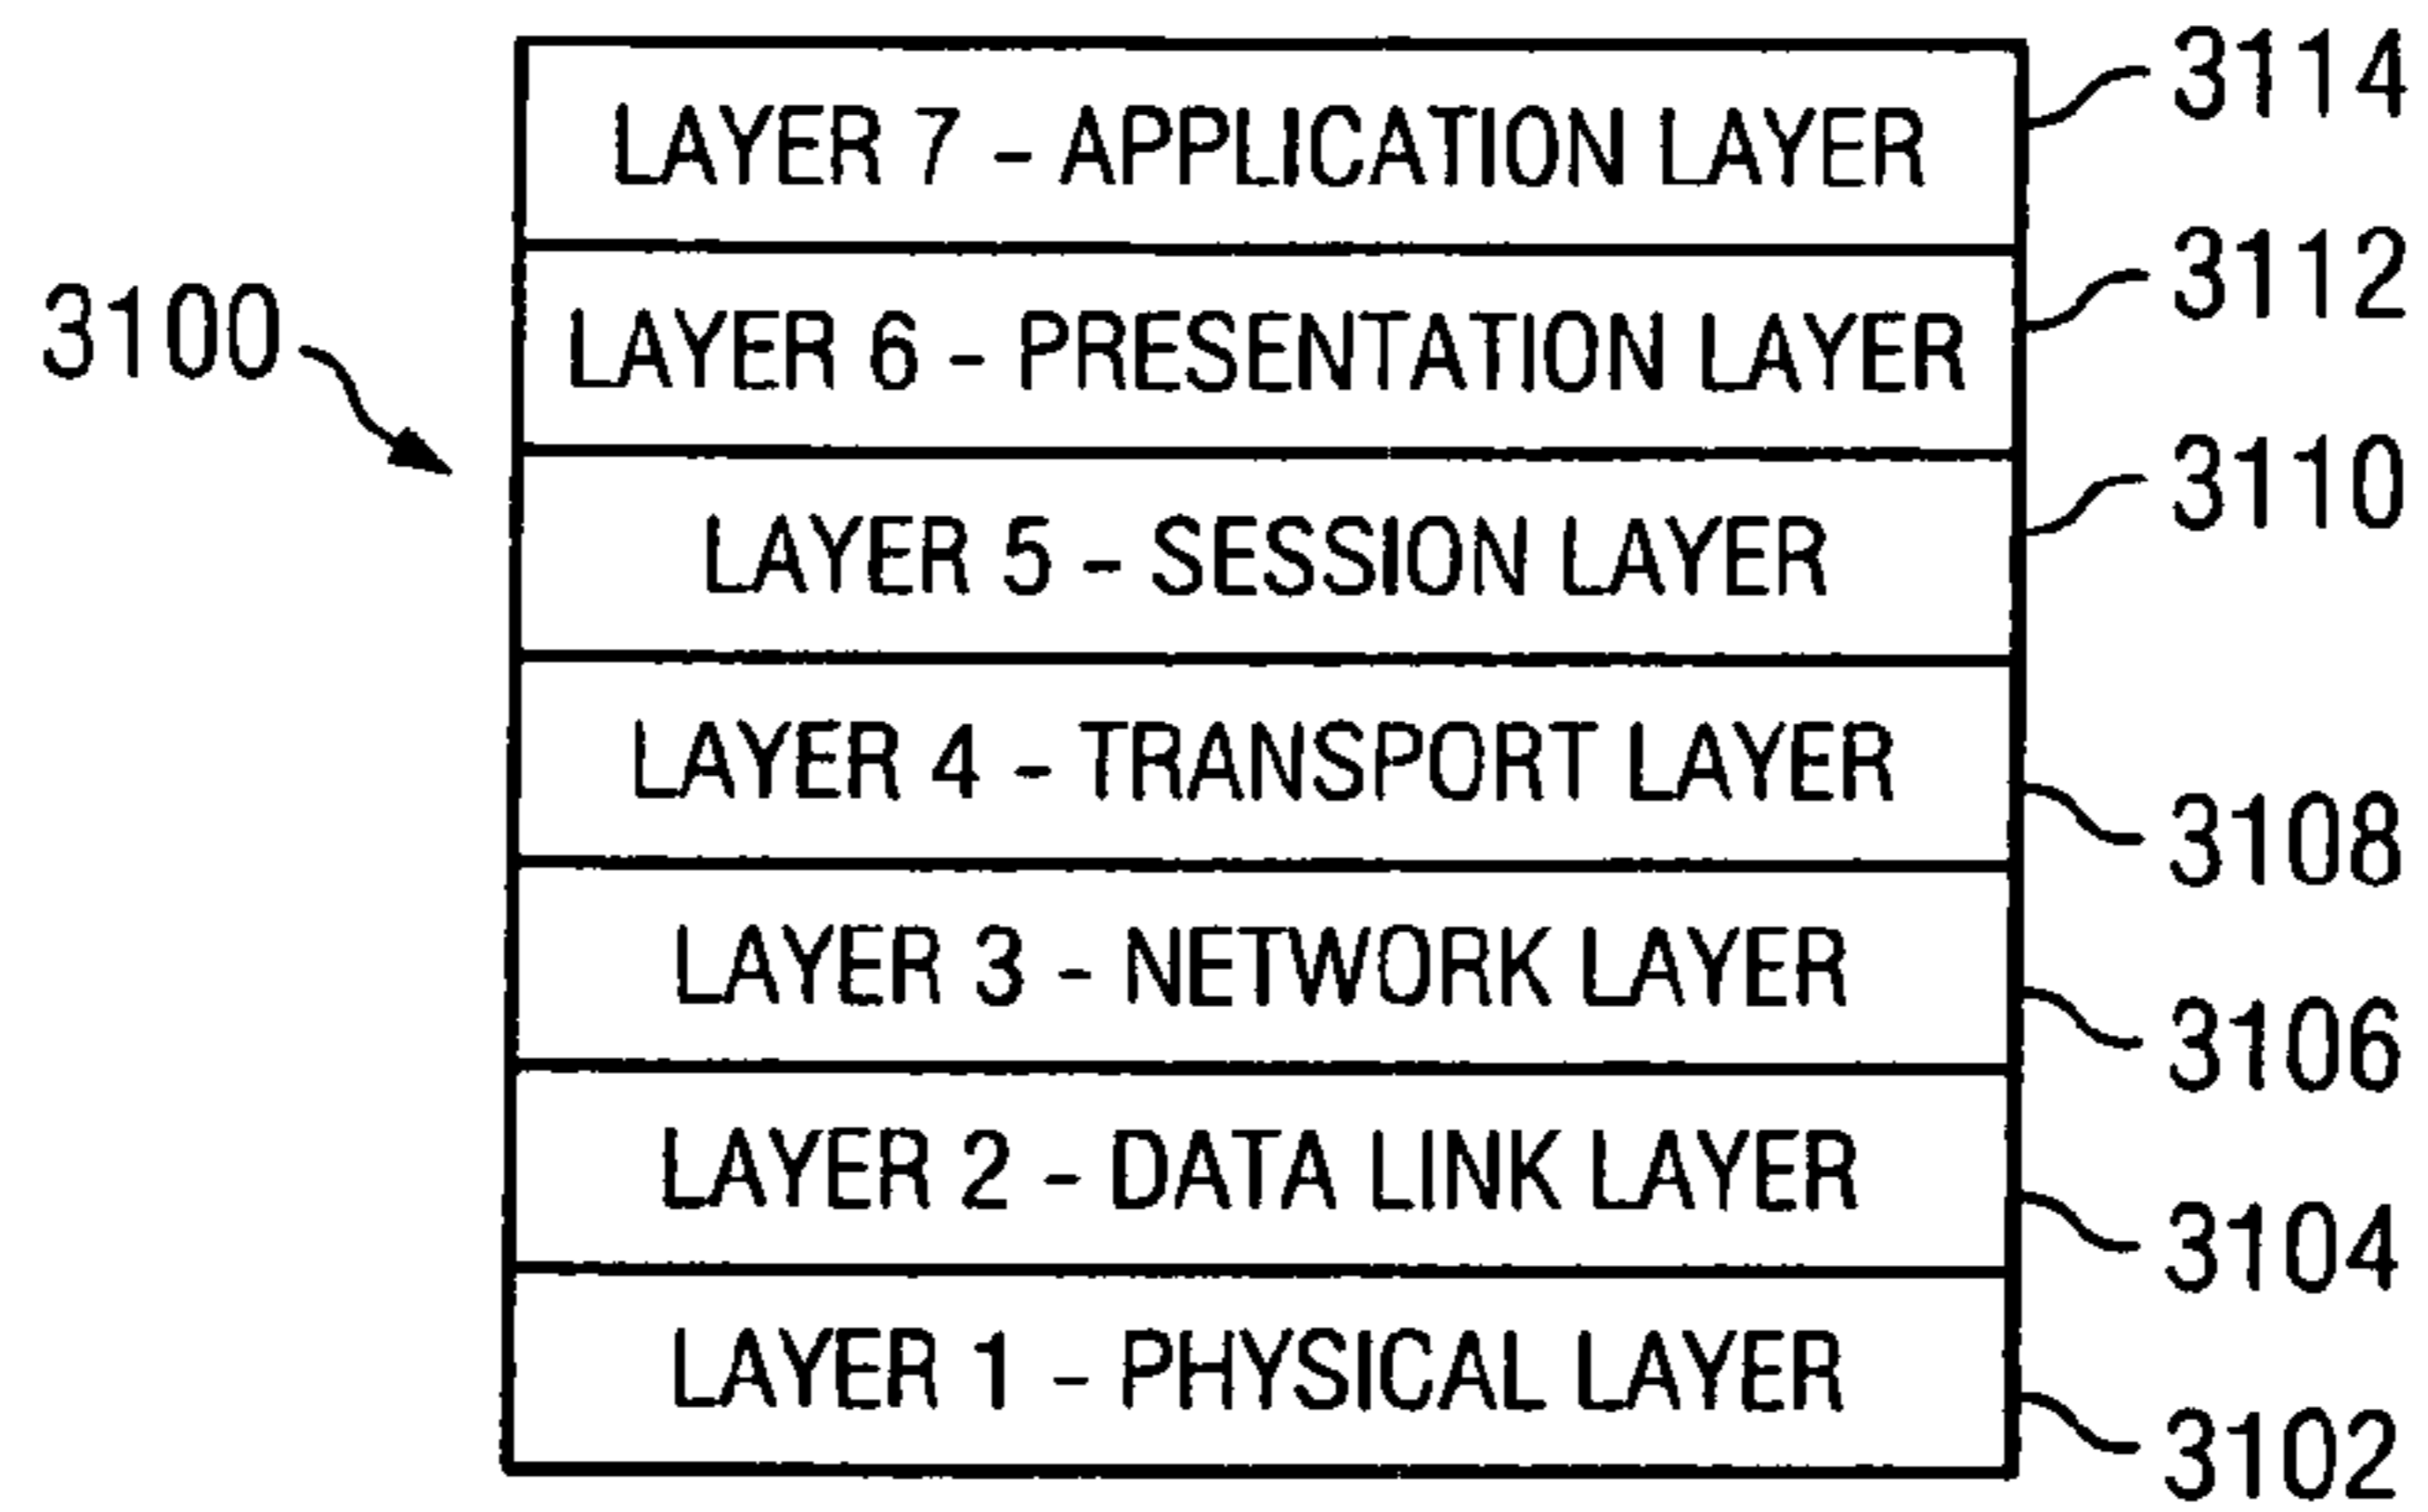 LAYER 7 - APPLICATION LAYER 3114
LAYER 6 - PRESENTATION LAYER 3112
3100
LAYER 5 - SESSION LAYER 3110
LAYER 4 - TRANSPORT LAYER 3108
LAYER 3 - NETWORK LAYER 3106
LAYER 2 - DATA LINK LAYER 3104
LAYER 1 - PHYSICAL LAYER 3102